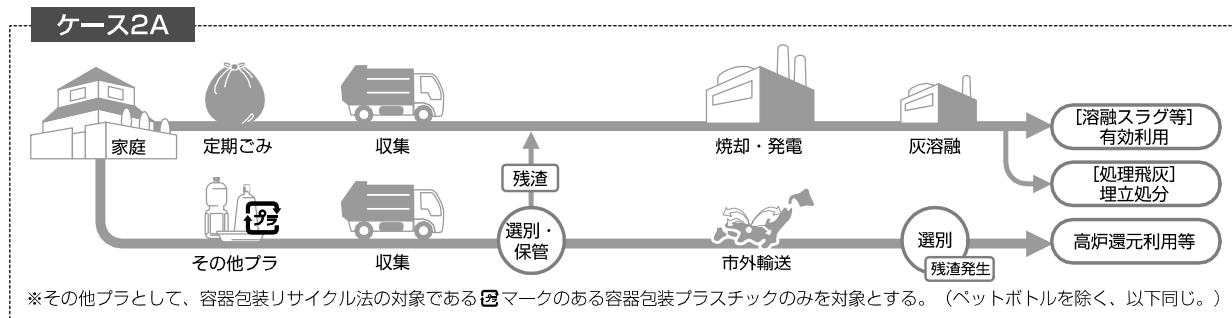 ケース2A
家庭
定期ごみ
収集
焼却・発電
灰溶融
[溶融スラグ等]
有効利用
[処理飛灰]
埋立処分
残渣
プラ
その他プラ
収集
選別・
保管
市外輸送
選別
残渣発生
高炉還元利用等
※その他プラとして、容器包装リサイクル法の対象であるプラマークのある容器包装プラスチックのみを対象とする。（ペットボトルを除く、以下同じ。）